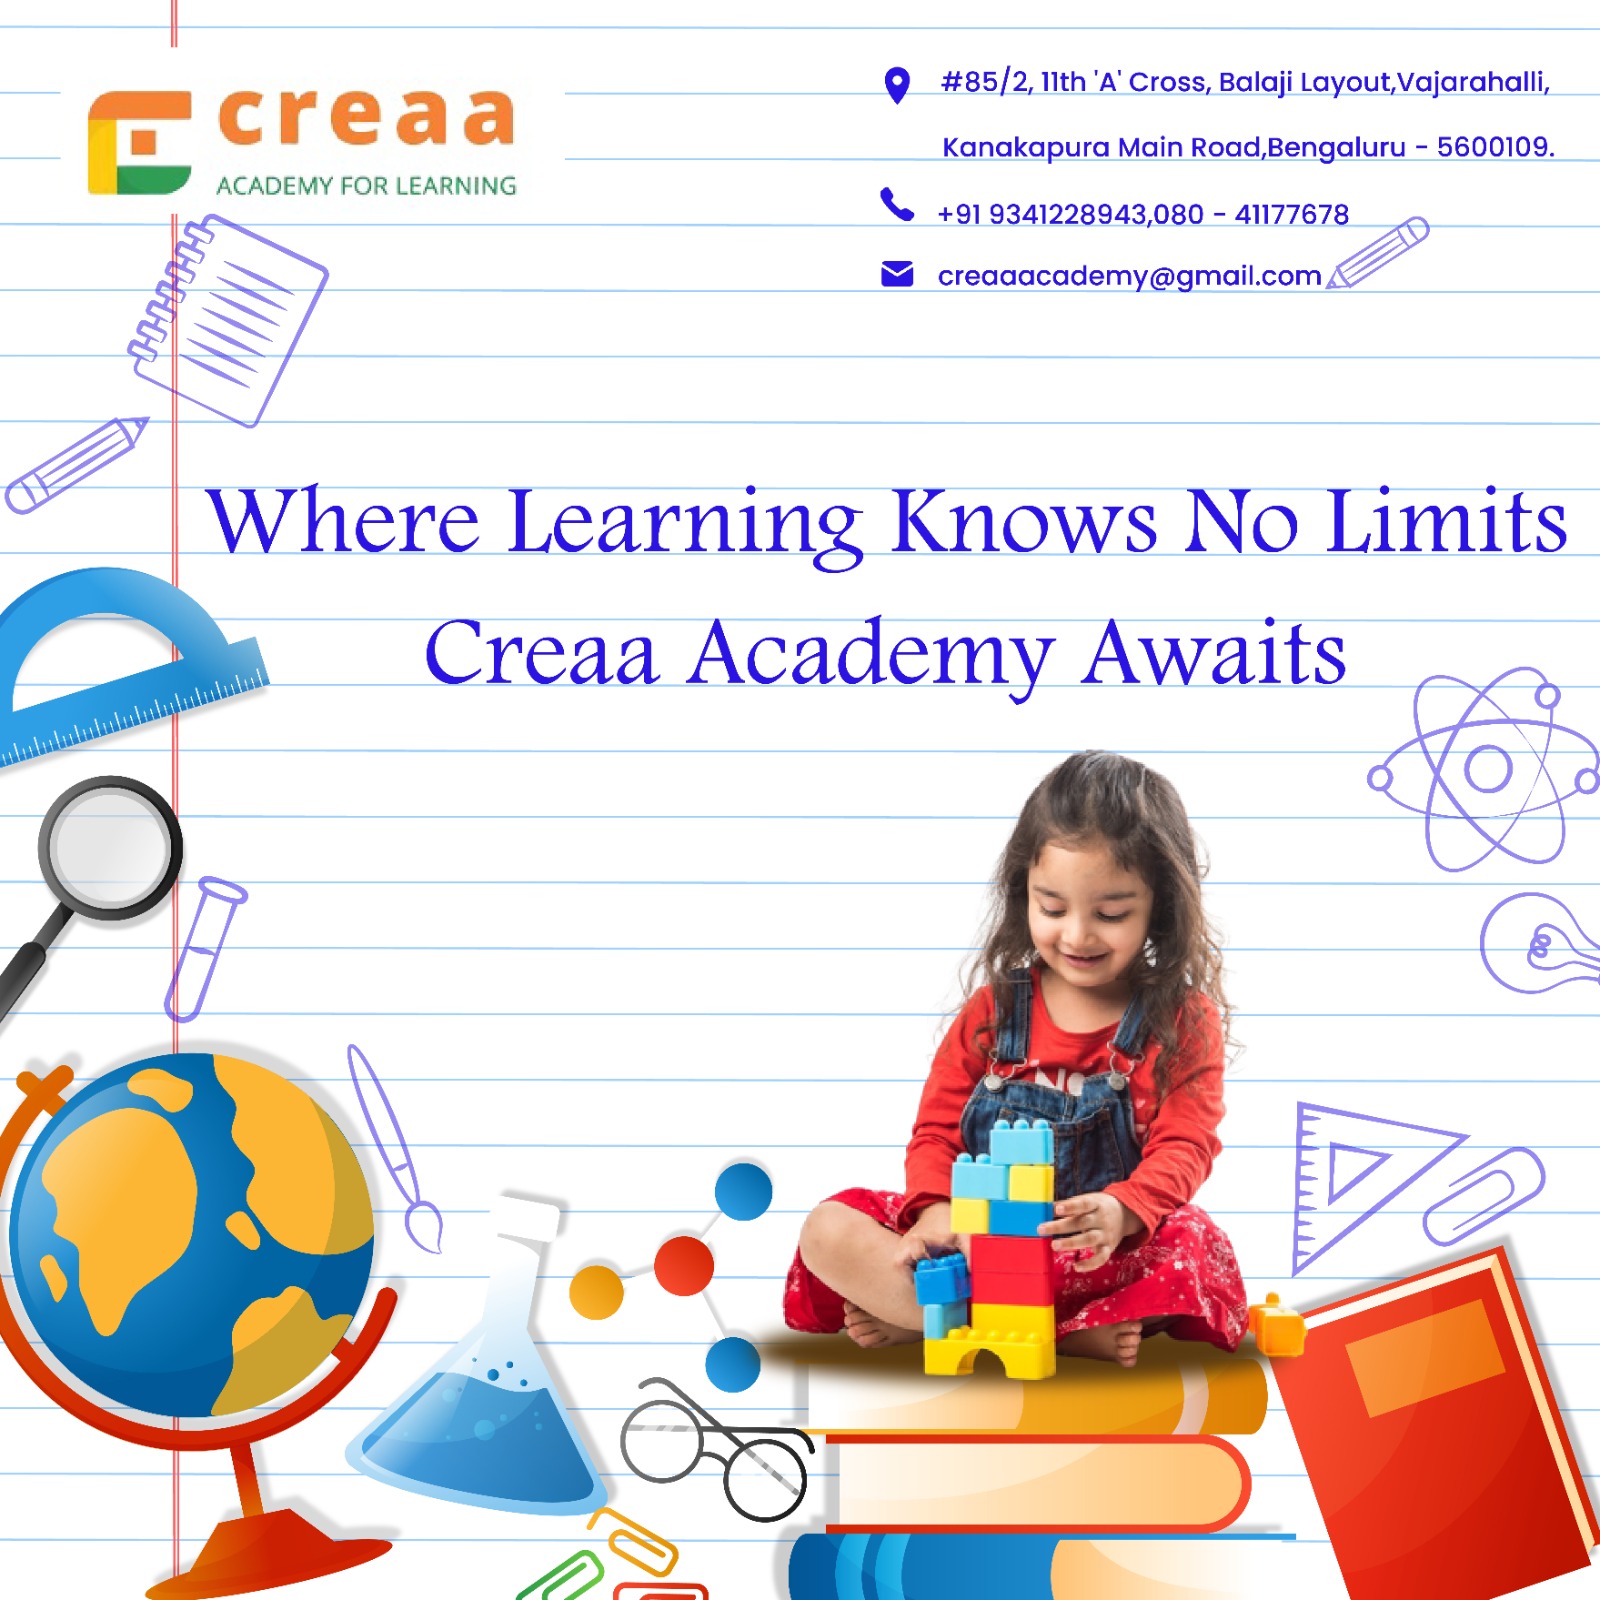 creaa
ACADEMY FOR LEARNING
#85/2, 11th 'A' Cross, Balaji Layout,Vajarahalli,
Kanakapura Main Road,Bengaluru - 5600109.
+91 9341228943,080 - 41177678
creaaacademy@gmail.com
Where Learning Knows No Limits
Creaa Academy Awaits